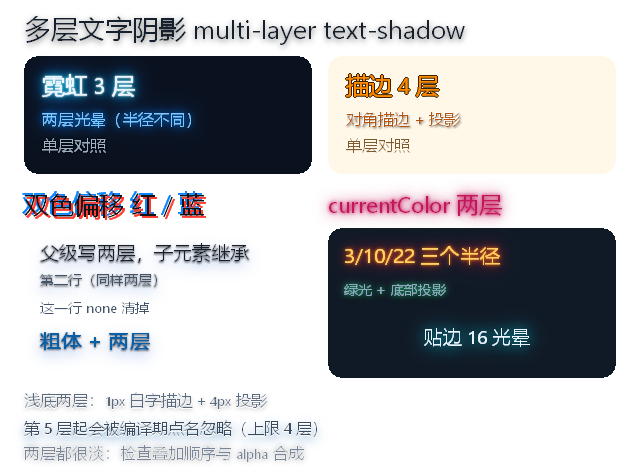 多层文字阴影 multi-layer text-shadow
霓虹 3 层
两层光晕（半径不同）
单层对照
描边 4 层
对角描边 + 投影
单层对照
双色偏移 红 / 蓝
currentColor 两层
父级写两层，子元素继承
第二行（同样两层）
这一行 none 清掉
粗体 + 两层
3/10/22 三个半径
绿光 + 底部投影
贴边 16 光晕
浅底两层：1px 白字描边 + 4px 投影
第 5 层起会被编译期点名忽略（上限 4 层）
两层都很淡：检查叠加顺序与 alpha 合成